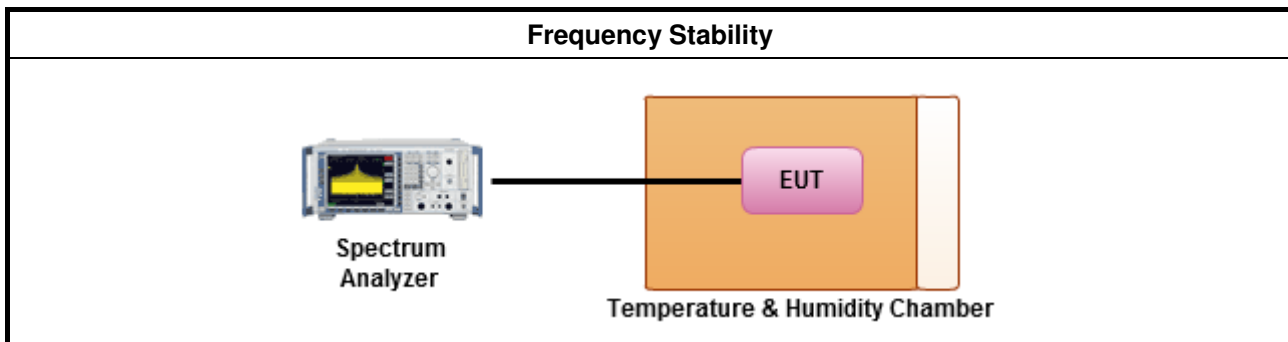 Frequency Stability
EUT
Spectrum
Analyzer
Temperature & Humidity Chamber